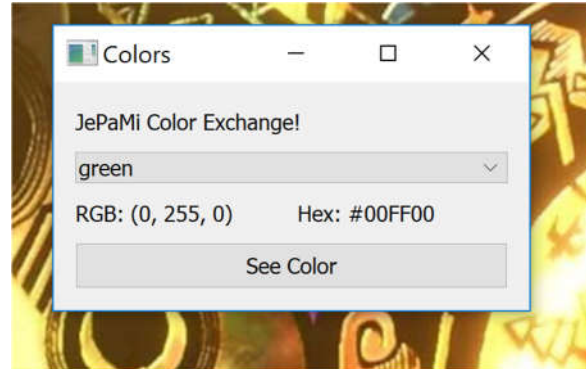 Colors
JePaMi Color Exchange!
green
RGB: (0, 255, 0) Hex: #00FF00
See Color